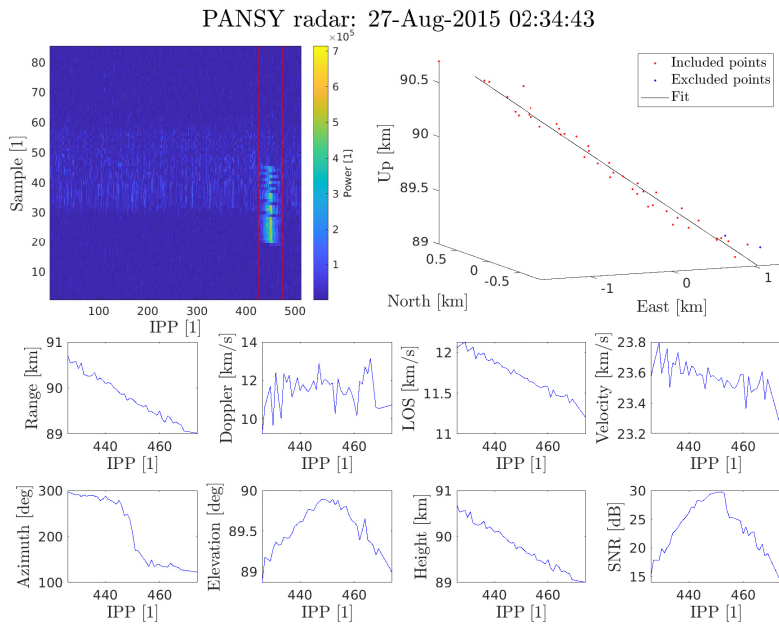 PANSY radar: 27-Aug-2015 02:34:43
×10⁵
80
70
60
50
40
30
20
10
Sample [1]
100 200 300 400 500
IPP [1]
7
6
5
4
3
2
1
Power [1]
Included points
Excluded points
Fit
90.5
90
89.5
89
Up [km]
0.5
0
-0.5
North [km]
-1
0
1
East [km]
91
90
89
Range [km]
440 460
IPP [1]
14
12
10
Doppler [km/s]
440 460
IPP [1]
12
11.5
11
LOS [km/s]
440 460
IPP [1]
23.8
23.6
23.4
23.2
Velocity [km/s]
440 460
IPP [1]
300
200
100
Azimuth [deg]
440 460
IPP [1]
90
89.5
89
Elevation [deg]
440 460
IPP [1]
91
90
89
Height [km]
440 460
IPP [1]
30
25
20
15
SNR [dB]
440 460
IPP [1]